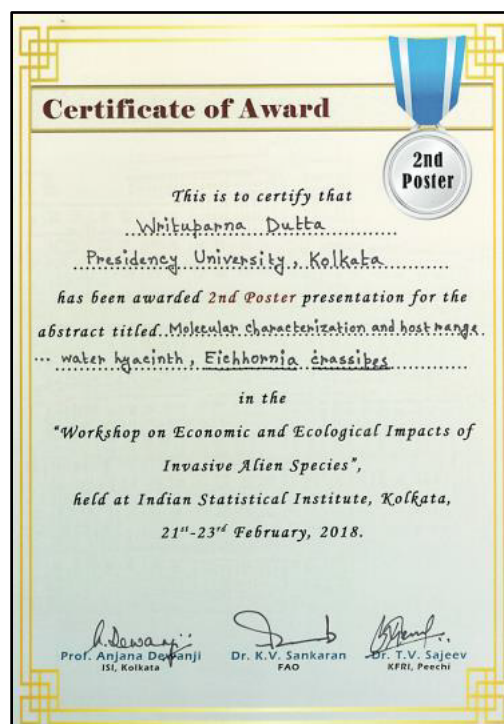 Certificate of Award
2nd
Poster
This is to certify that
Writuparna Dutta
Presidency University, Kolkata
has been awarded 2nd Poster presentation for the
abstract titled Molecular characterization and host range
... water hyacinth, Eichhornia crassipes
in the
"Workshop on Economic and Ecological Impacts of
Invasive Alien Species",
held at Indian Statistical Institute, Kolkata,
21st-23rd February, 2018.
A. Dewanji
Prof. Anjana Dewanji
ISI, Kolkata
Dr. K.V. Sankaran
FAO
Dr. T.V. Sajeev
KFRI, Peechi